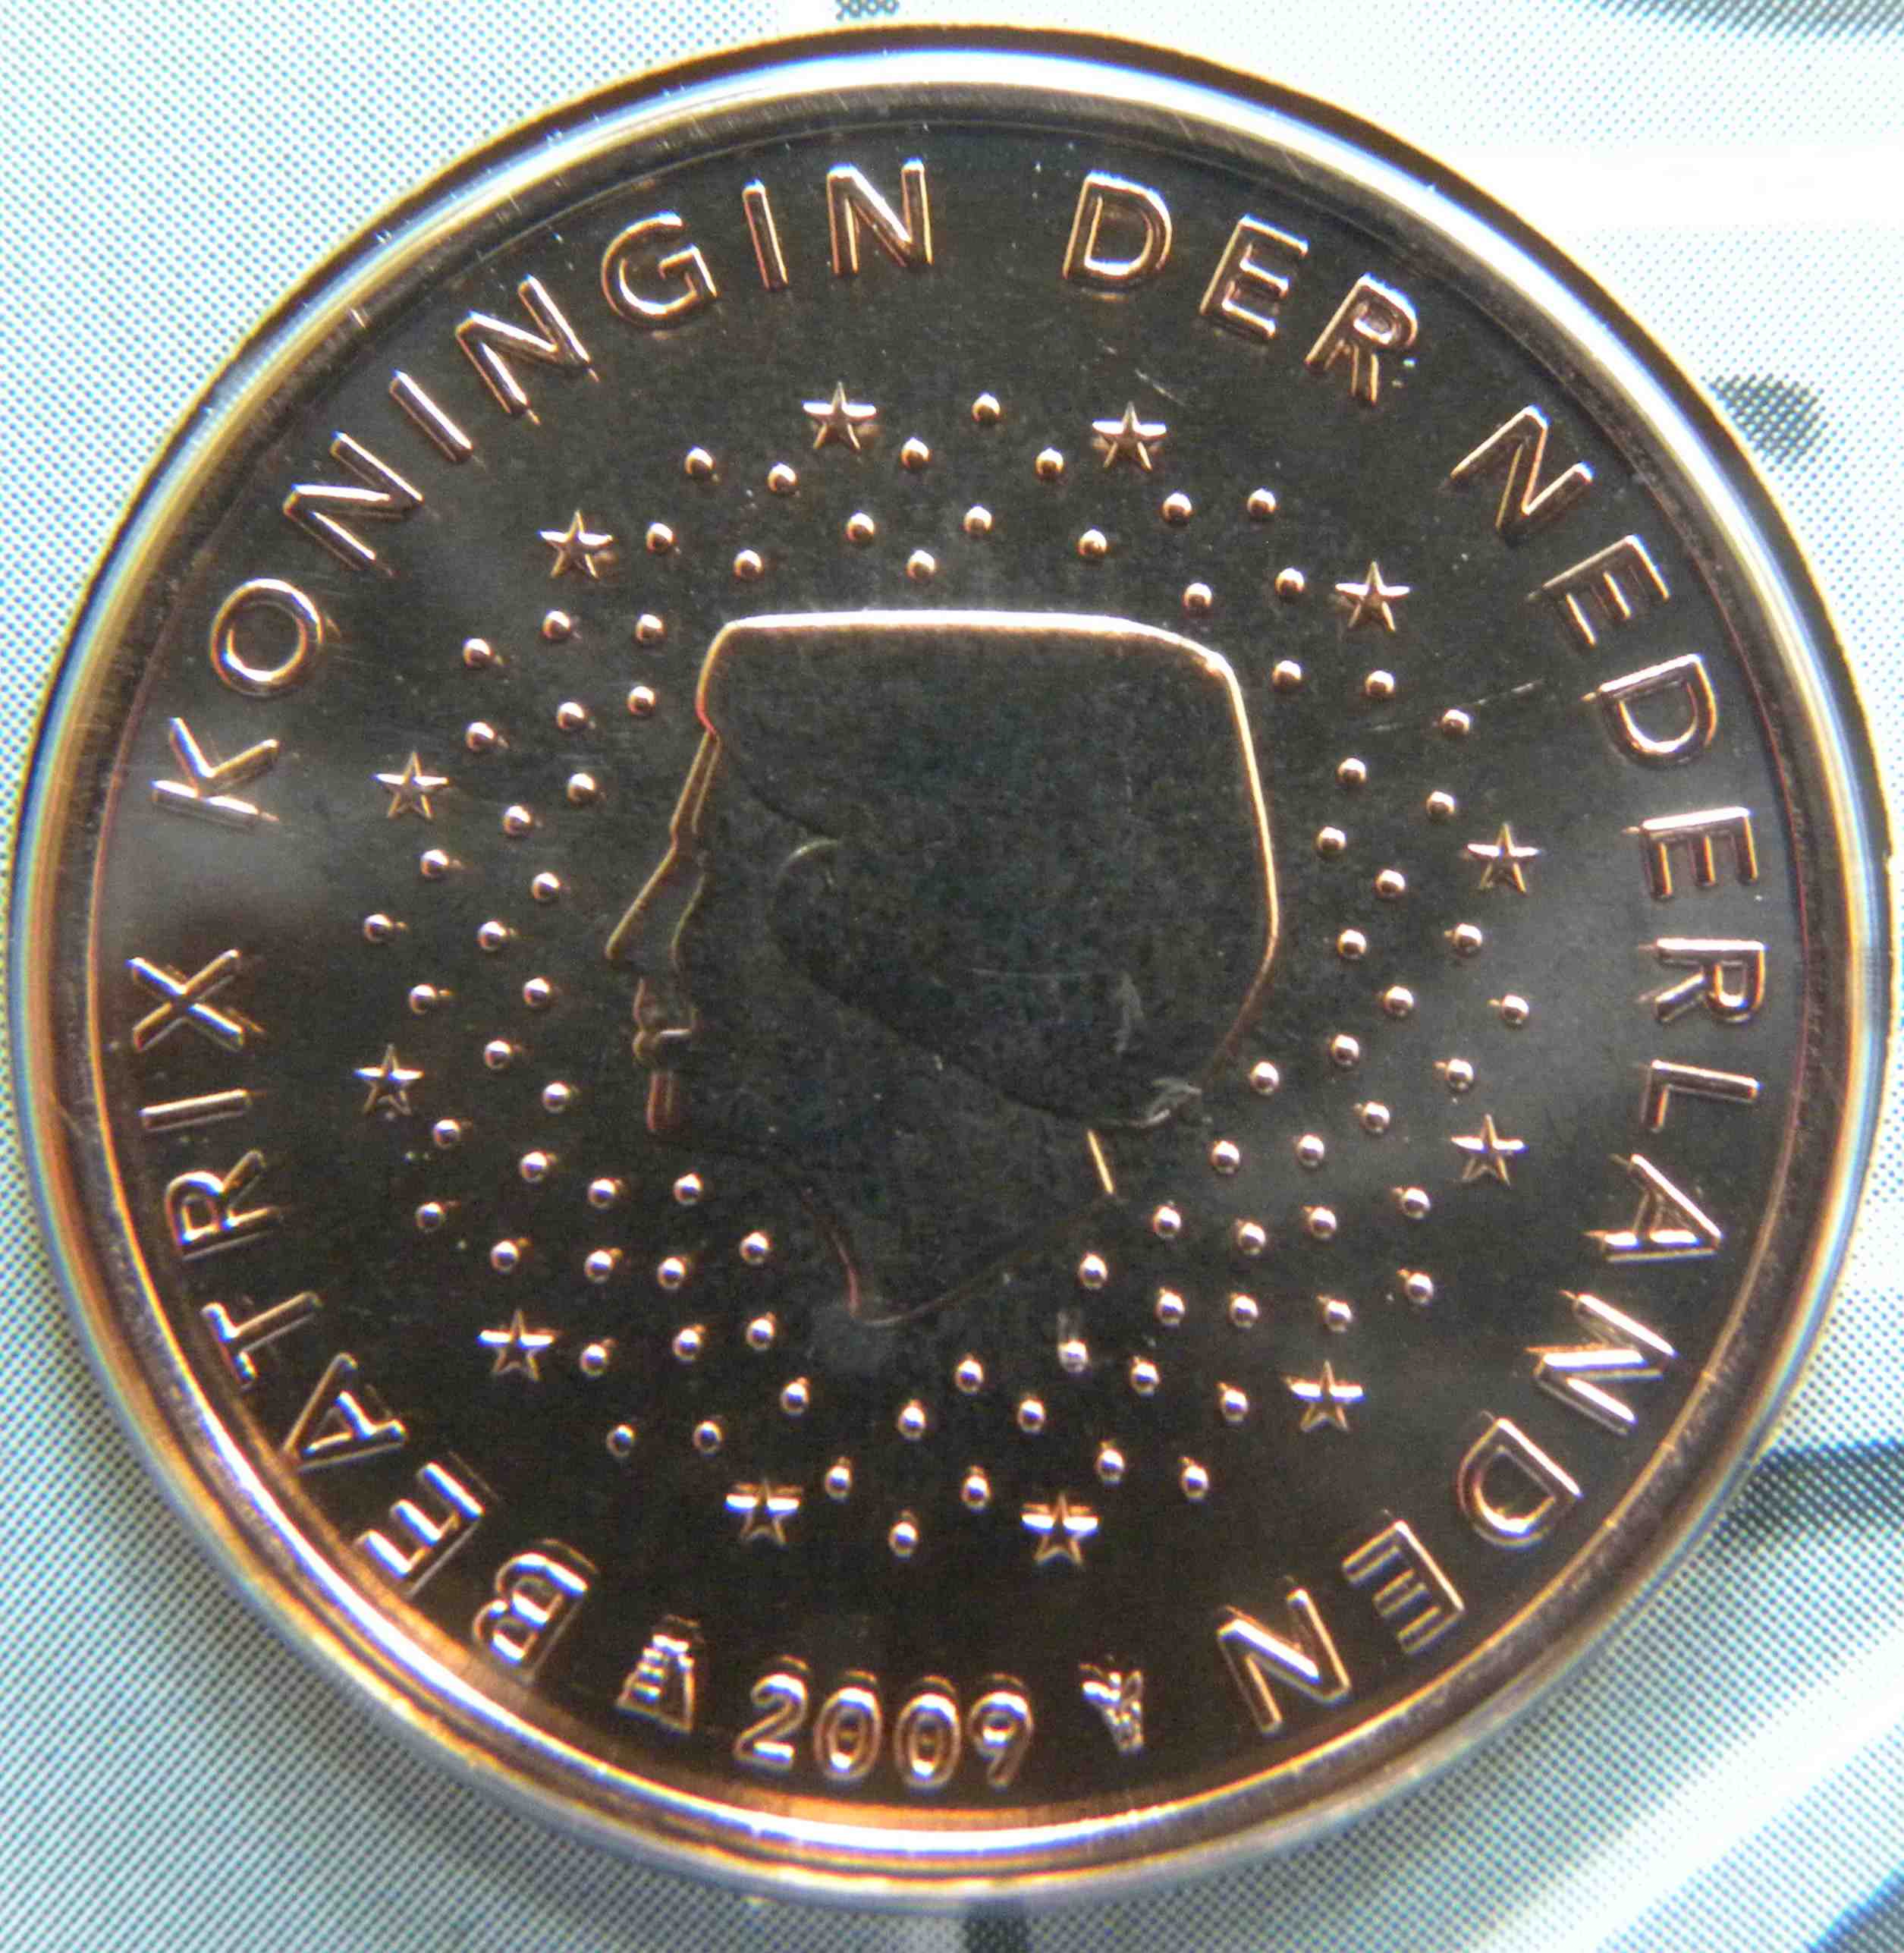 BEATRIX KONINGIN DER NEDERLANDEN
2009